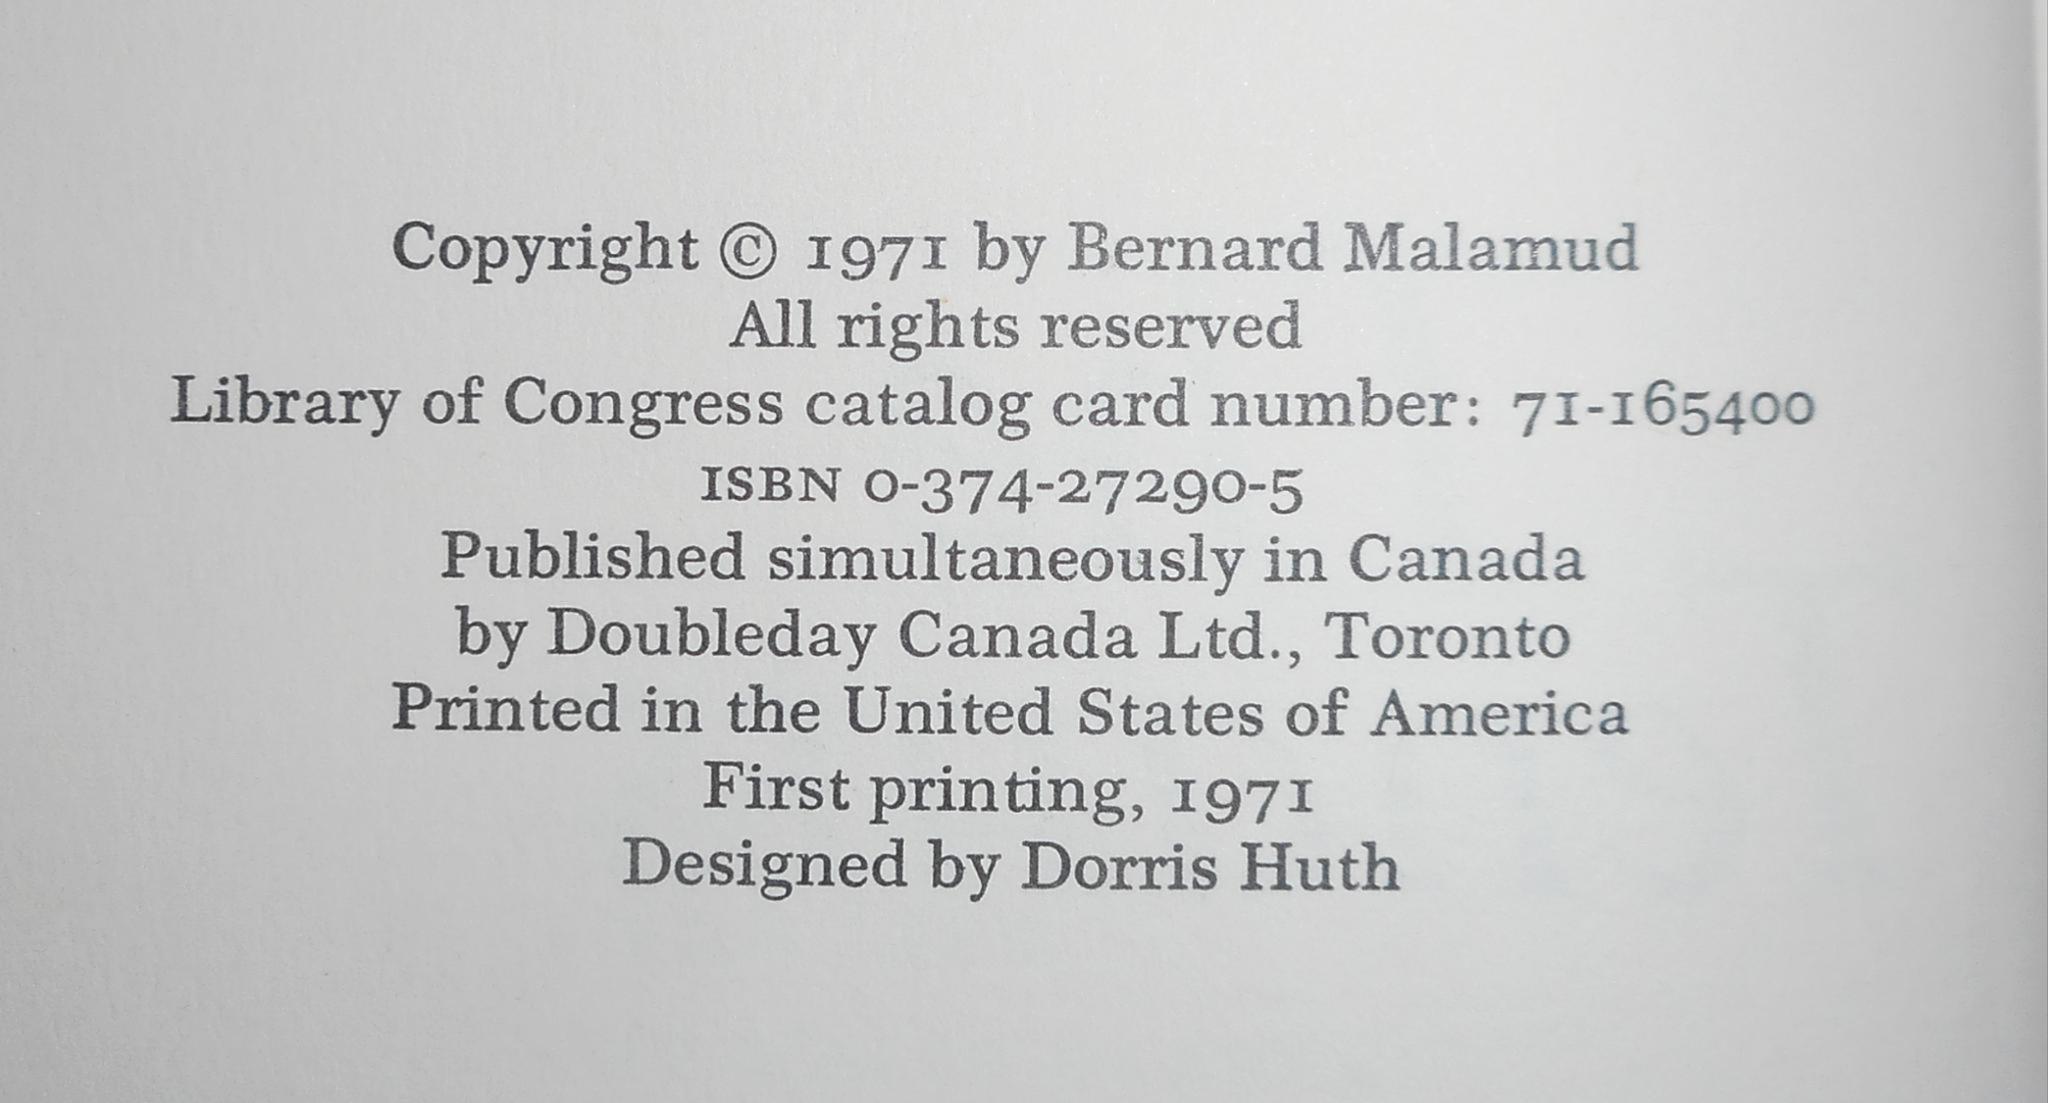 Copyright © 1971 by Bernard Malamud
All rights reserved
Library of Congress catalog card number: 71-165400
ISBN 0-374-27290-5
Published simultaneously in Canada
by Doubleday Canada Ltd., Toronto
Printed in the United States of America
First printing, 1971
Designed by Dorris Huth